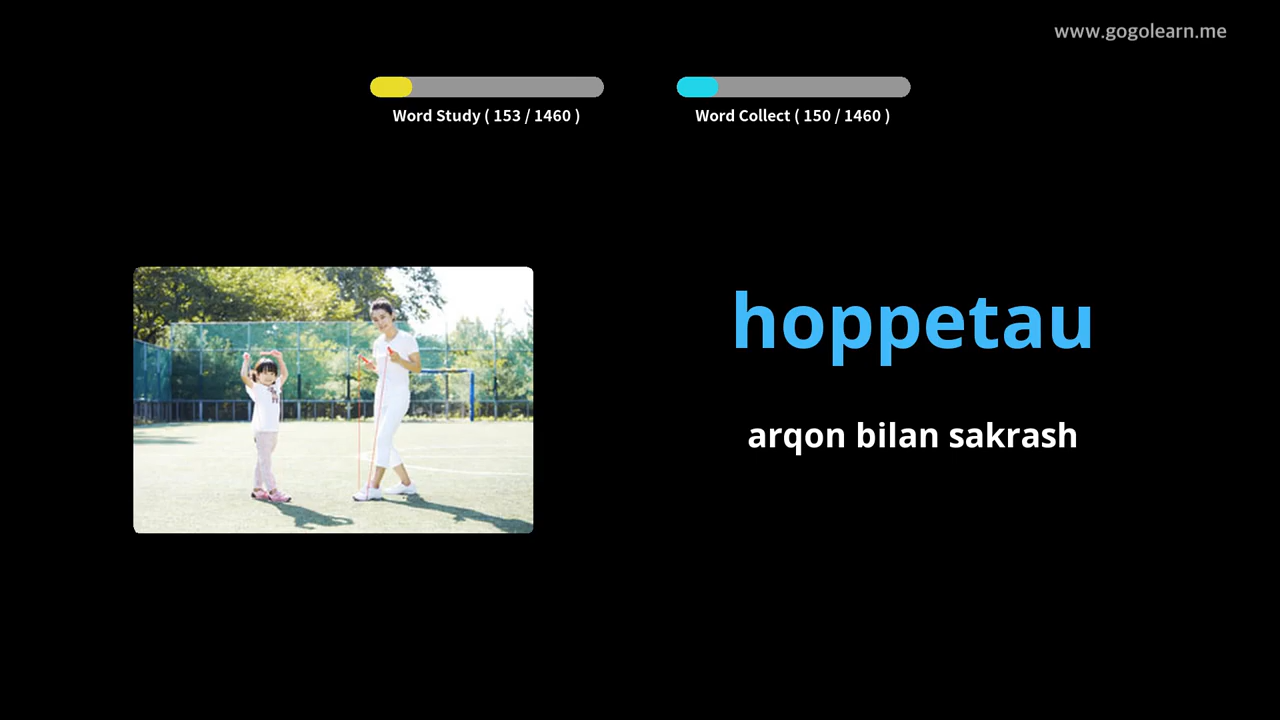 www.gogolearn.me
Word Study ( 153 / 1460 )
Word Collect ( 150 / 1460 )
hoppetau
arqon bilan sakrash